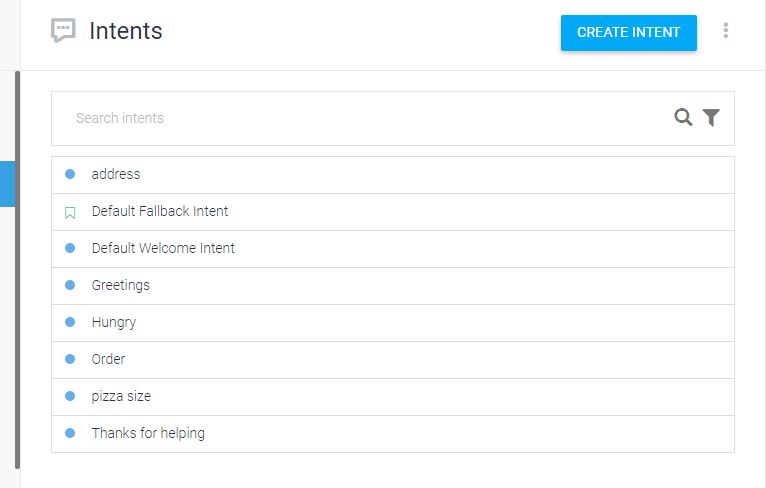 Intents
CREATE INTENT
Search intents
address
Default Fallback Intent
Default Welcome Intent
Greetings
Hungry
Order
pizza size
Thanks for helping